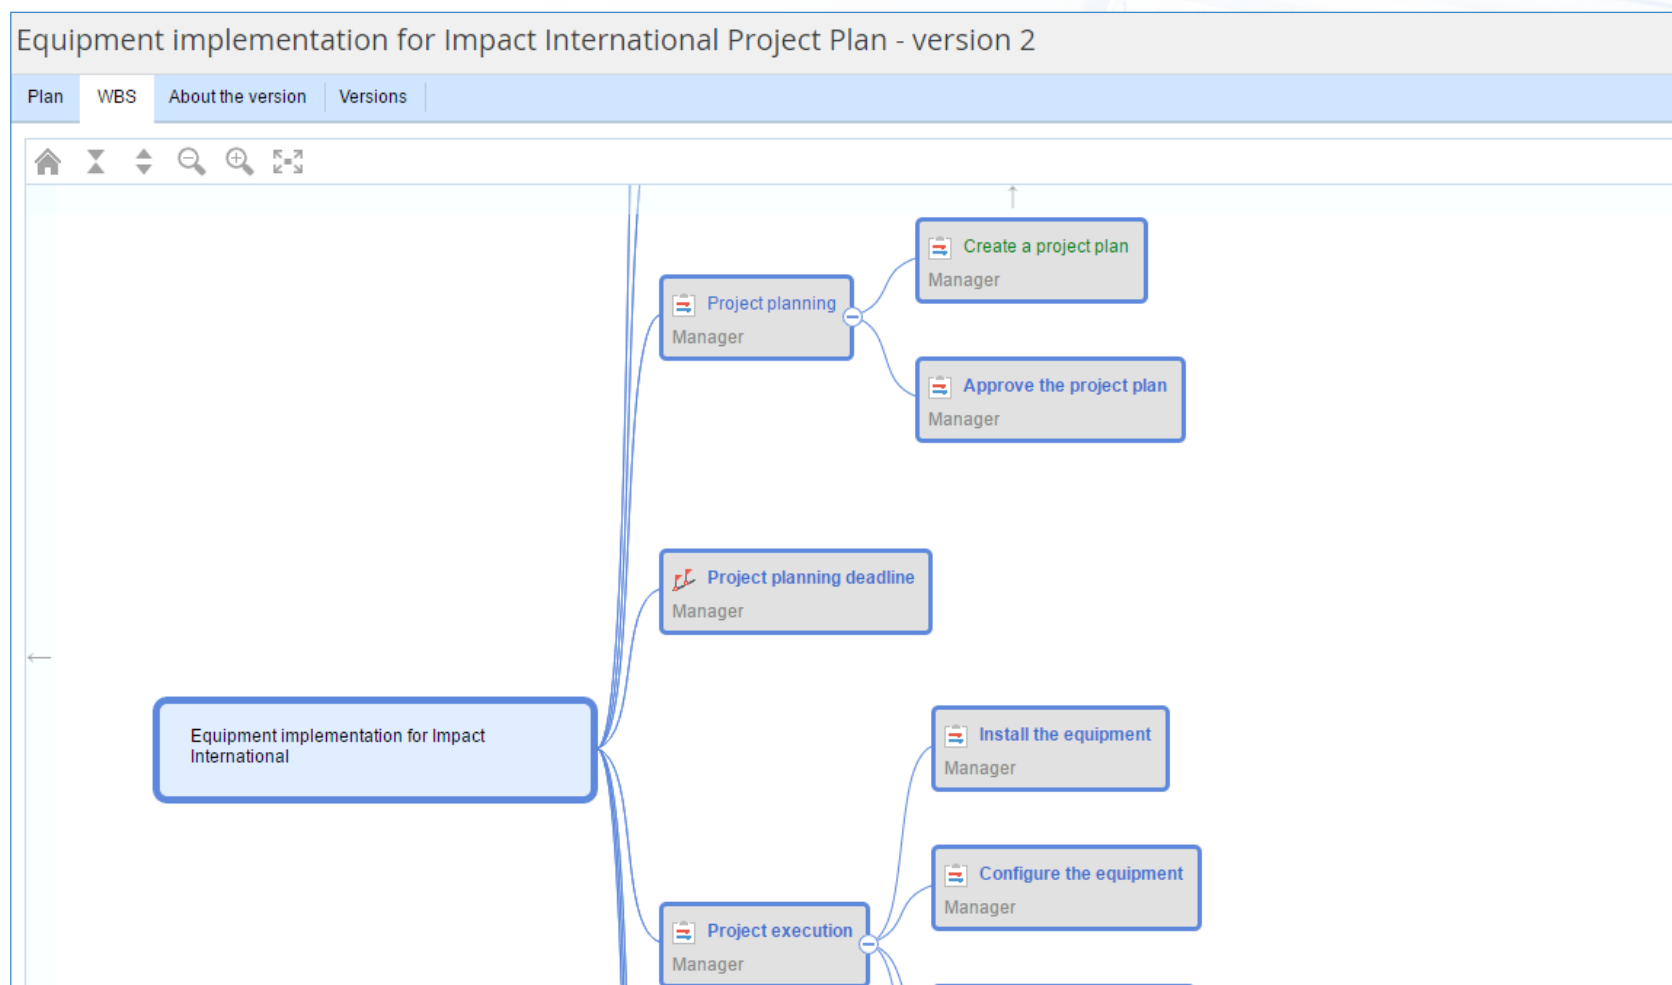 Equipment implementation for Impact International Project Plan - version 2
Plan WBS About the version Versions
Create a project plan
Manager
Project planning
Manager
Approve the project plan
Manager
Project planning deadline
Manager
Equipment implementation for Impact
International
Install the equipment
Manager
Configure the equipment
Manager
Project execution
Manager